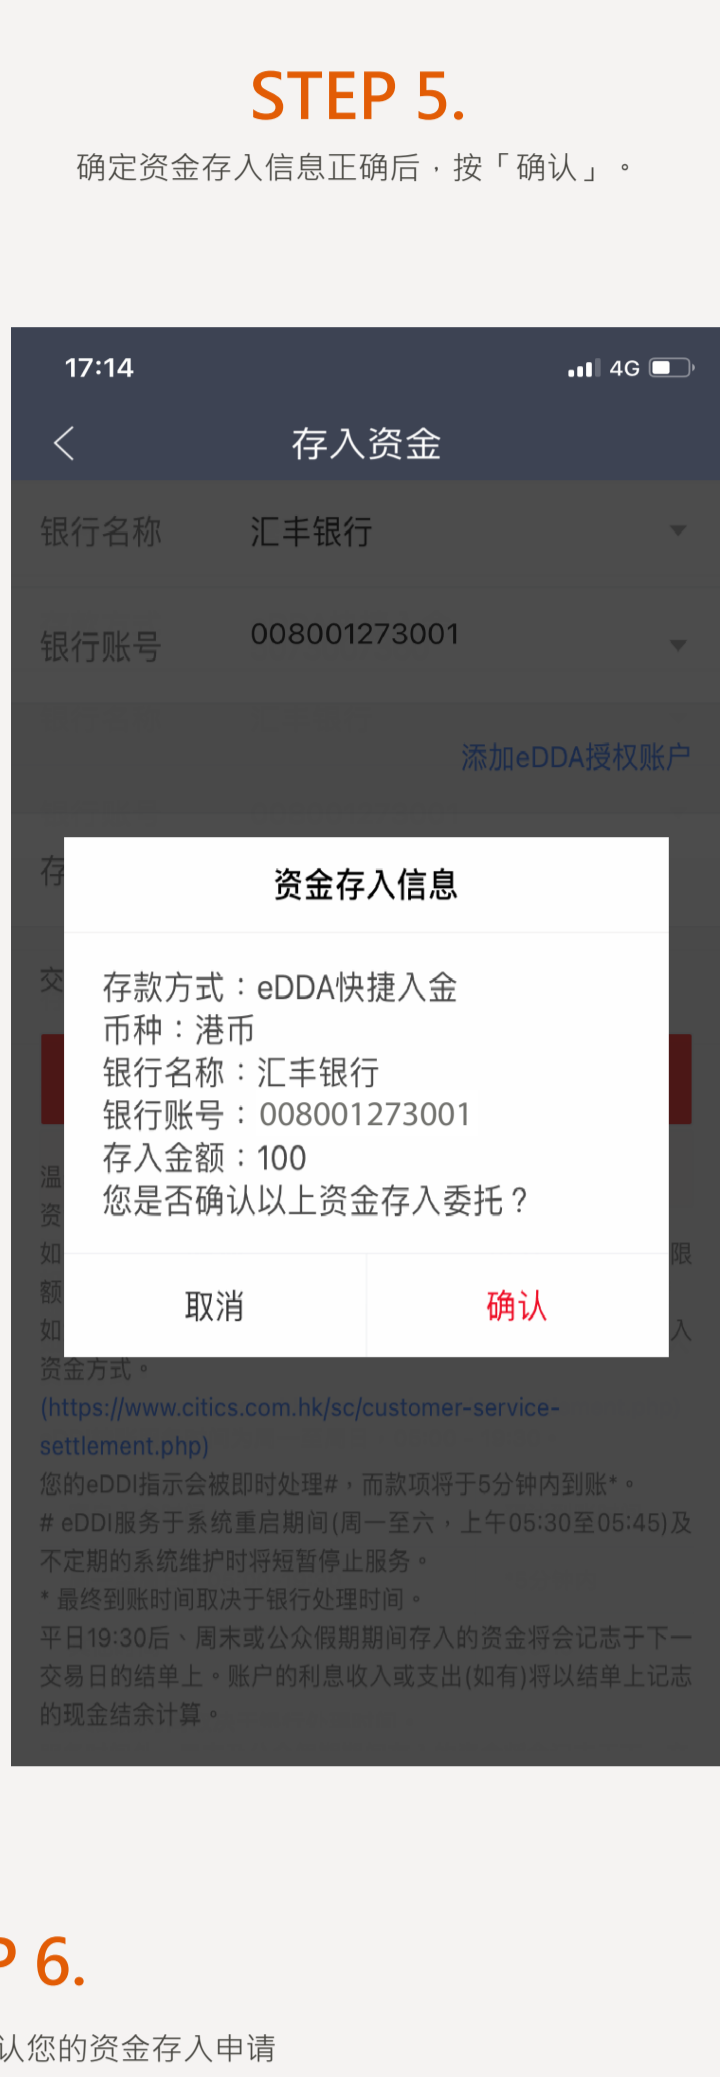 STEP 5.
确定资金存入信息正确后，按「确认」。
17:14
4G
存入资金
银行名称 汇丰银行
银行账号 008001273001
添加eDDA授权账户
存
资金存入信息
交
存款方式：eDDA快捷入金
币种：港币
银行名称：汇丰银行
银行账号：008001273001
存入金额：100
您是否确认以上资金存入委托？
温
资
如 限
额
取消 确认
如 入
资金方式。
(https://www.citics.com.hk/sc/customer-service-
settlement.php)
您的eDDI指示会被即时处理#，而款项将于5分钟内到账*。
# eDDI服务于系统重启期间(周一至六，上午05:30至05:45)及
不定期的系统维护时将短暂停止服务。
* 最终到账时间取决于银行处理时间。
平日19:30后、周末或公众假期期间存入的资金将会记志于下一
交易日的结单上。账户的利息收入或支出(如有)将以结单上记志
的现金结余计算。
P 6.
认您的资金存入申请